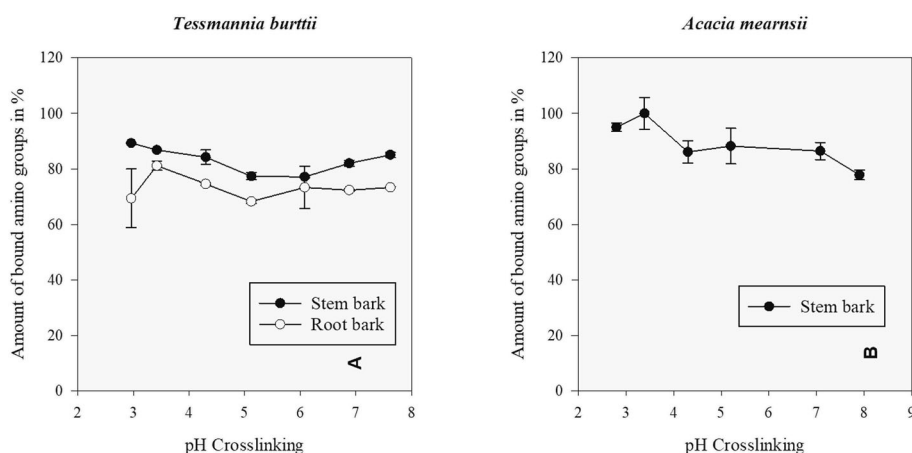 Tessmannia burttii
120
100
80
60
40
20
0
Amount of bound amino groups in %
Stem bark
Root bark
A
2 3 4 5 6 7 8
pH Crosslinking
Acacia mearnsii
120
100
80
60
40
20
0
Amount of bound amino groups in %
Stem bark
B
2 3 4 5 6 7 8 9
pH Crosslinking